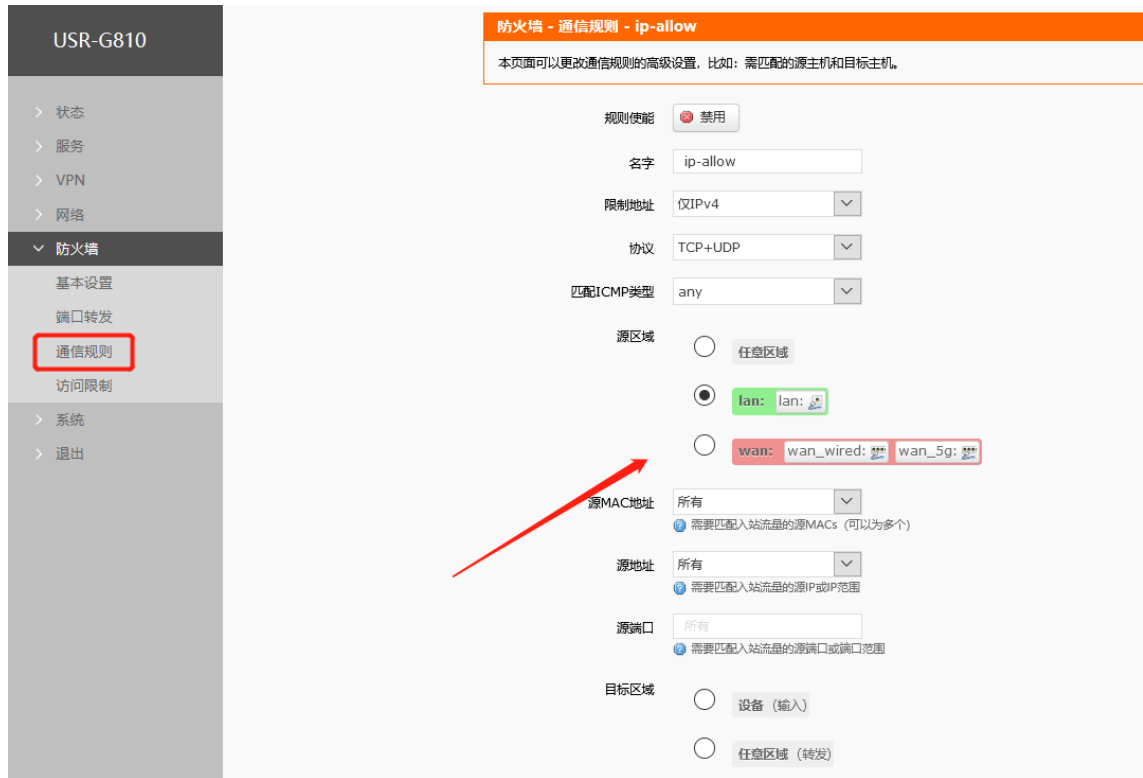 USR-G810
状态
服务
VPN
网络
防火墙
基本设置
端口转发
通信规则
访问限制
系统
退出
防火墙 - 通信规则 - ip-allow
本页面可以更改通信规则的高级设置，比如：需匹配的源主机和目标主机。
规则使能 禁用
名字 ip-allow
限制地址 仅IPv4
协议 TCP+UDP
匹配ICMP类型 any
源区域
任意区域
lan: lan:
wan: wan_wired: wan_5g:
源MAC地址 所有
需要匹配入站流量的源MACs（可以为多个）
源地址 所有
需要匹配入站流量的源IP或IP范围
源端口 所有
需要匹配入站流量的源端口或端口范围
目标区域
设备（输入）
任意区域（转发）